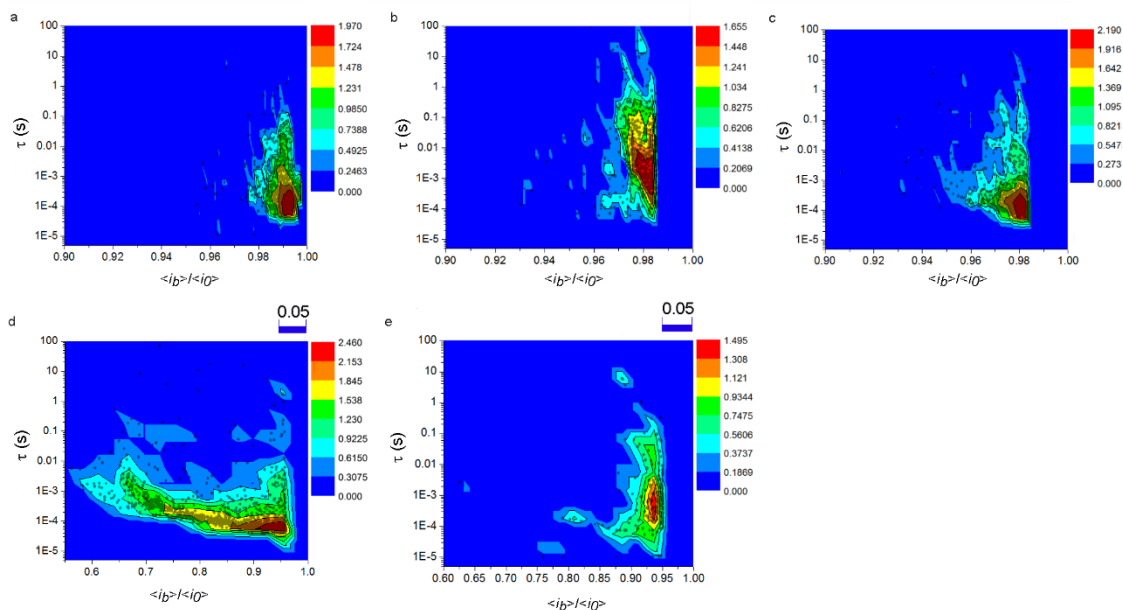 a
100
10
1
0.1
0.01
1E-3
1E-4
1E-5
τ (s)
0.90 0.92 0.94 0.96 0.98 1.00
<ib>/<i0>
1.970
1.724
1.478
1.231
0.9850
0.7388
0.4925
0.2463
0.000
b
100
10
1
0.1
0.01
1E-3
1E-4
1E-5
τ (s)
0.90 0.92 0.94 0.96 0.98 1.00
<ib>/<i0>
1.655
1.448
1.241
1.034
0.8275
0.6206
0.4138
0.2069
0.000
c
100
10
1
0.1
0.01
1E-3
1E-4
1E-5
τ (s)
0.90 0.92 0.94 0.96 0.98 1.00
<ib>/<i0>
2.190
1.916
1.642
1.369
1.095
0.821
0.547
0.273
0.000
d
0.05
100
10
1
0.1
0.01
1E-3
1E-4
1E-5
τ (s)
0.6 0.7 0.8 0.9 1.0
<ib>/<i0>
2.460
2.153
1.845
1.538
1.230
0.9225
0.6150
0.3075
0.000
e
0.05
100
10
1
0.1
0.01
1E-3
1E-4
1E-5
τ (s)
0.60 0.65 0.70 0.75 0.80 0.85 0.90 0.95 1.00
<ib>/<i0>
1.495
1.308
1.121
0.9344
0.7475
0.5606
0.3737
0.1869
0.000